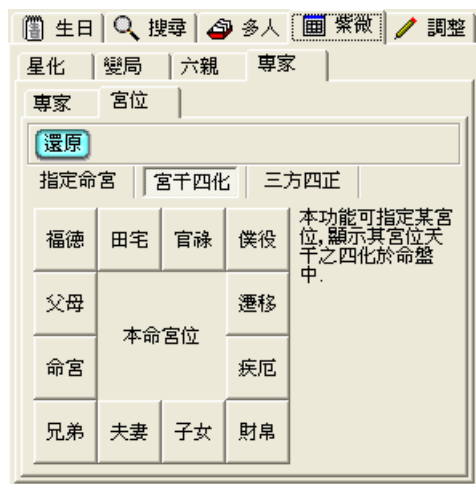 生日 搜尋 多人 紫微 調整
星化 變局 六親 專家
專家 宮位
還原
指定命宮 宮干四化 三方四正
福德 田宅 官祿 僕役
父母 遷移
本命宮位
命宮 疾厄
兄弟 夫妻 子女 財帛
本功能可指定某宮
位,顯示其宮位天
干之四化於命盤
中.